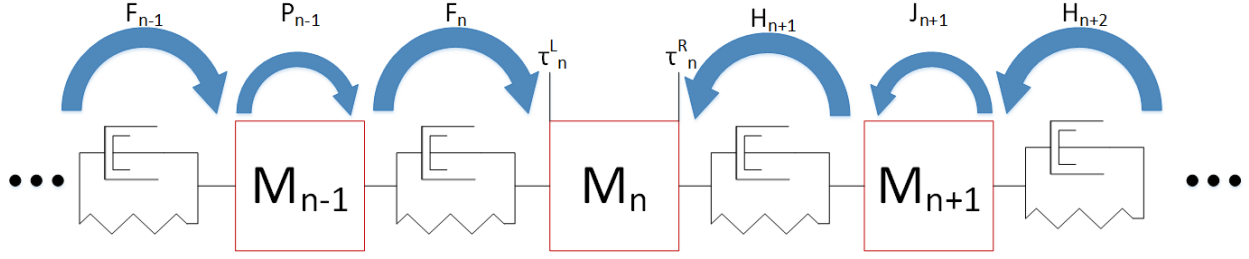 F_{n-1} P_{n-1} F_n H_{n+1} J_{n+1} H_{n+2}
τ^L_n τ^R_n
••• M_{n-1} M_n M_{n+1} •••